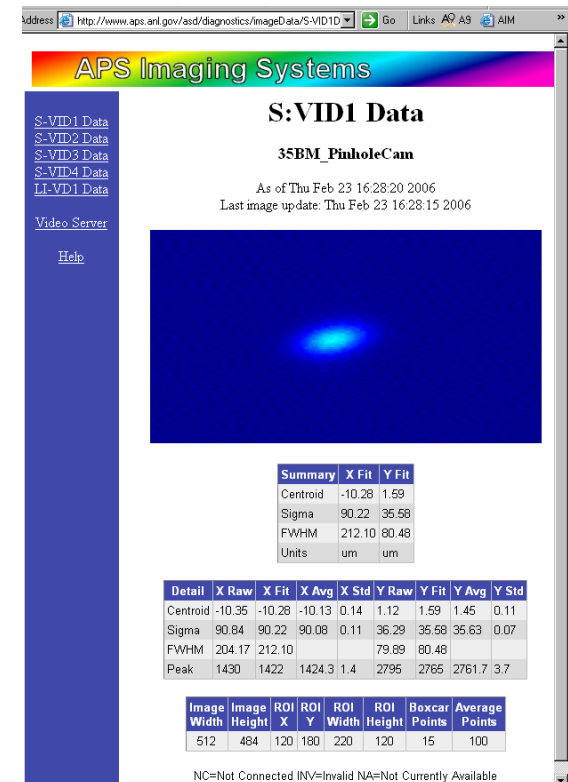 Address http://www.aps.anl.gov/asd/diagnostics/imageData/S-VID1D Go Links A9 AIM »
APS Imaging Systems
S-VID1 Data
S-VID2 Data
S-VID3 Data
S-VID4 Data
LI-VD1 Data
Video Server
Help
S:VID1 Data
35BM_PinholeCam
As of Thu Feb 23 16:28:20 2006
Last image update: Thu Feb 23 16:28:15 2006
Summary X Fit Y Fit
Centroid -10.28 1.59
Sigma 90.22 35.58
FWHM 212.10 80.48
Units um um
Detail X Raw X Fit X Avg X Std Y Raw Y Fit Y Avg Y Std
Centroid -10.35 -10.28 -10.13 0.14 1.12 1.59 1.45 0.11
Sigma 90.84 90.22 90.08 0.11 36.29 35.58 35.63 0.07
FWHM 204.17 212.10 79.89 80.48
Peak 1430 1422 1424.3 1.4 2795 2765 2761.7 3.7
Image Image ROI ROI ROI ROI Boxcar Average
Width Height X Y Width Height Points Points
512 484 120 180 220 120 15 100
NC=Not Connected INV=Invalid NA=Not Currently Available